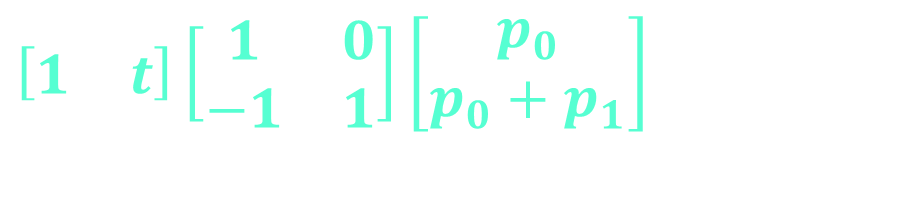 [1 t] [1 0; -1 1] [p₀; p₀ + p₁]